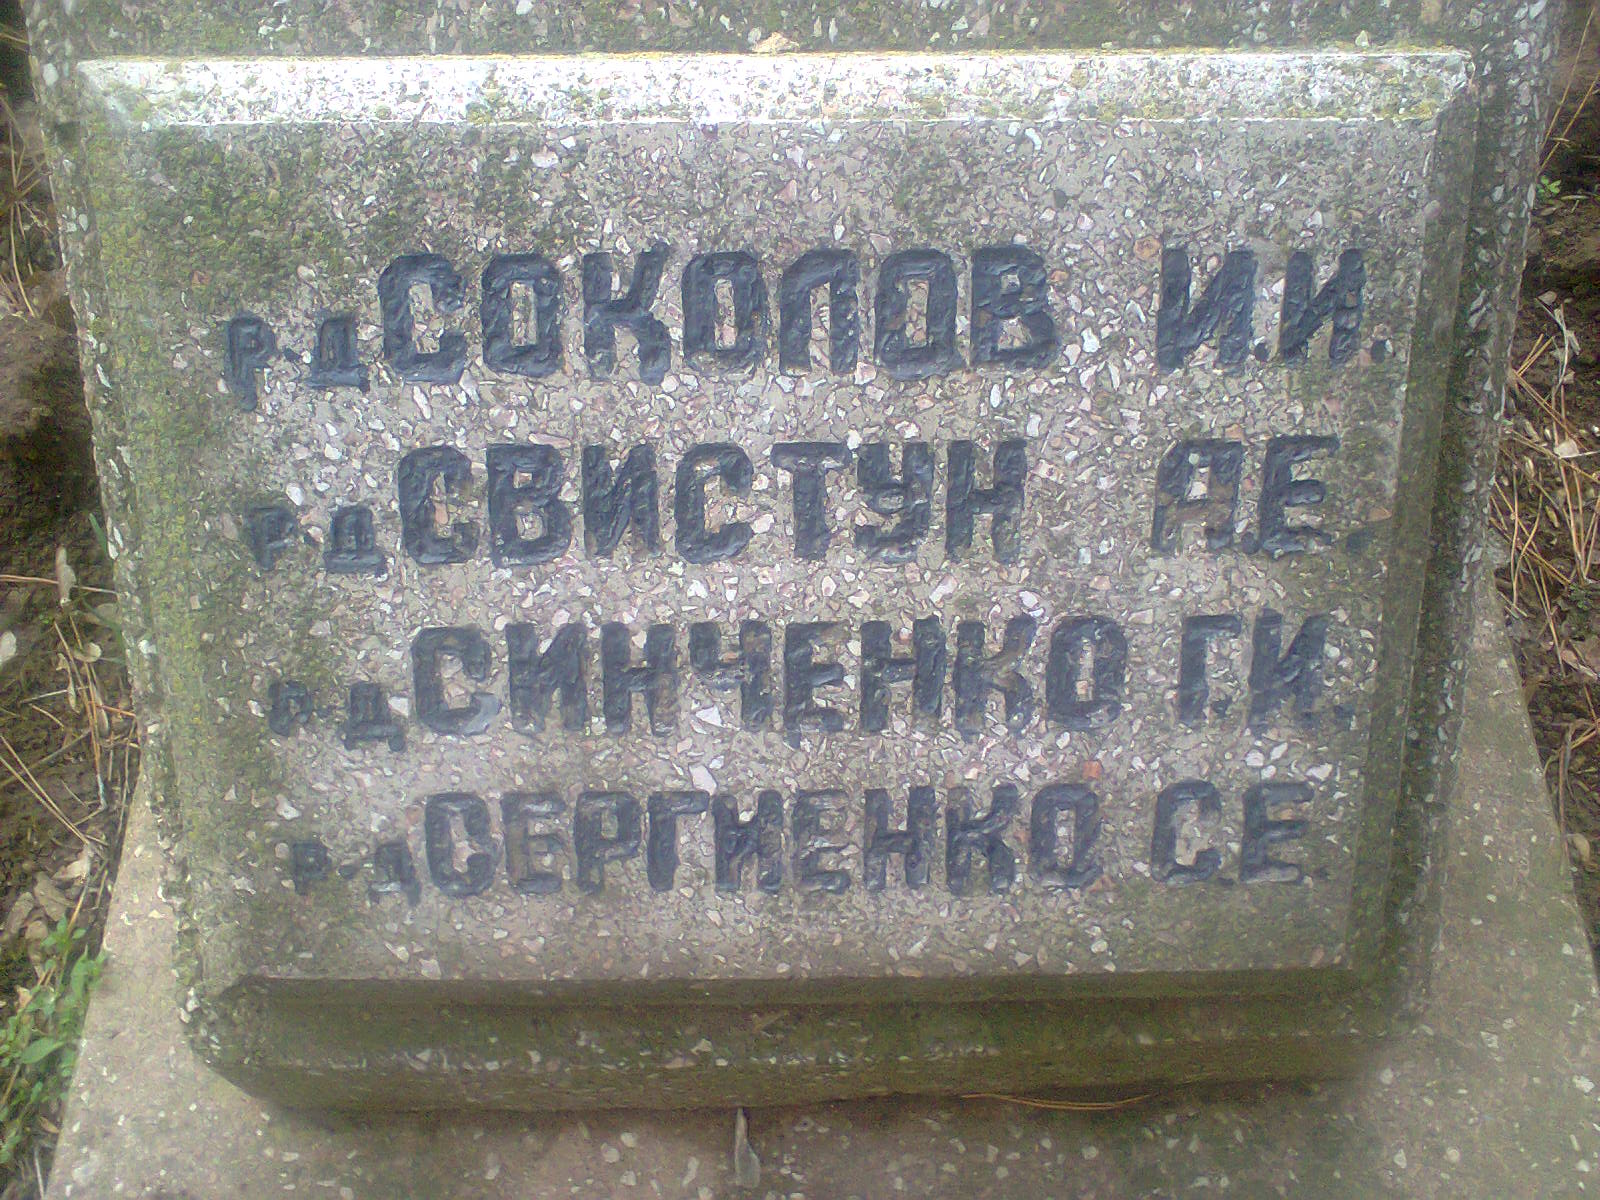 р-д СОКОЛОВ И.И.
р-д СВИСТУН А.Е.
р-д СИНЧЕНКО Г.И.
р-д СЕРГИЕНКО С.Е.